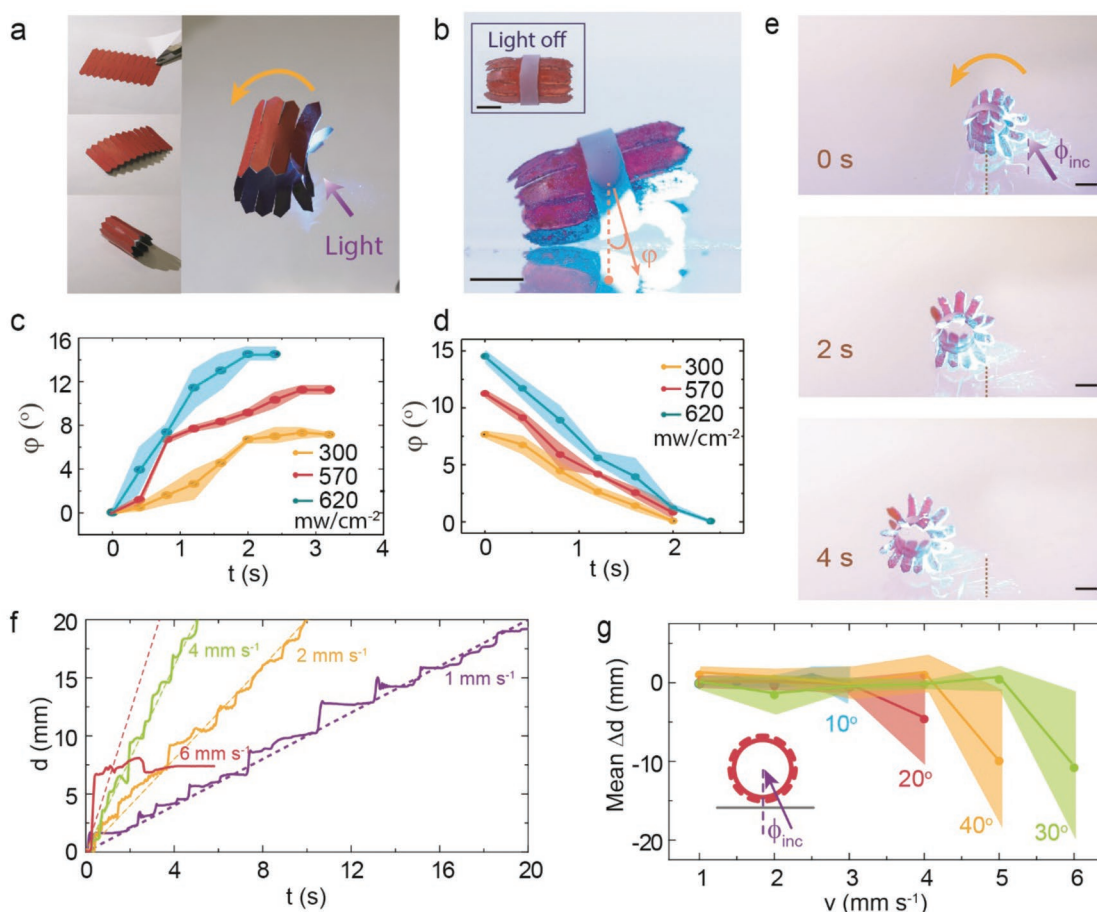 a
Light
b
Light off
φ
c
φ (°)
16
12
8
4
0
300
570
620
mw/cm-2
0 1 2 3 4
t (s)
d
φ (°)
15
10
5
0
300
570
620
mw/cm-2
0 2
t (s)
e
0 s
ϕinc
2 s
4 s
f
d (mm)
20
15
10
5
0
4 mm s-1
2 mm s-1
1 mm s-1
6 mm s-1
0 4 8 12 16 20
t (s)
g
Mean Δd (mm)
0
-10
-20
10°
20°
40°
30°
ϕinc
1 2 3 4 5 6
v (mm s-1)